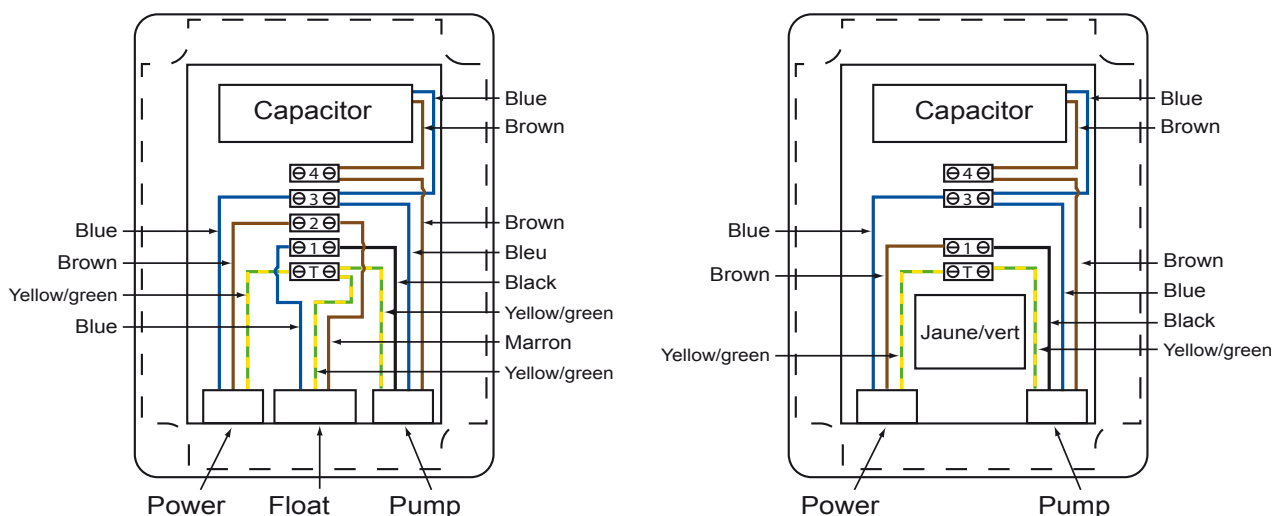 Capacitor
Blue
Brown
4
3
2
1
T
Blue
Brown
Yellow/green
Blue
Brown
Bleu
Black
Yellow/green
Marron
Yellow/green
Power
Float
Pump
Capacitor
Blue
Brown
4
3
1
T
Blue
Brown
Yellow/green
Jaune/vert
Brown
Blue
Black
Yellow/green
Power
Pump